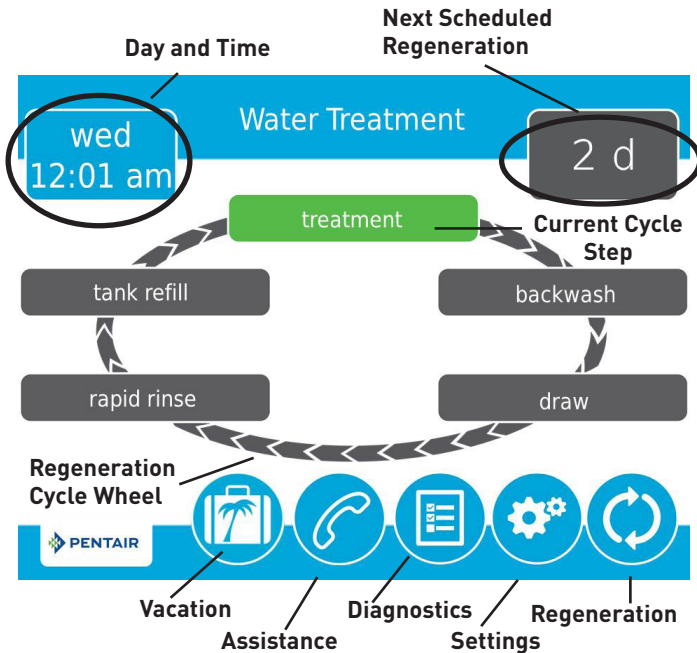 Next Scheduled
Regeneration
Day and Time
wed
12:01 am
Water Treatment
2 d
treatment
Current Cycle
Step
tank refill
backwash
rapid rinse
draw
Regeneration
Cycle Wheel
PENTAIR
Vacation
Assistance
Diagnostics
Settings
Regeneration